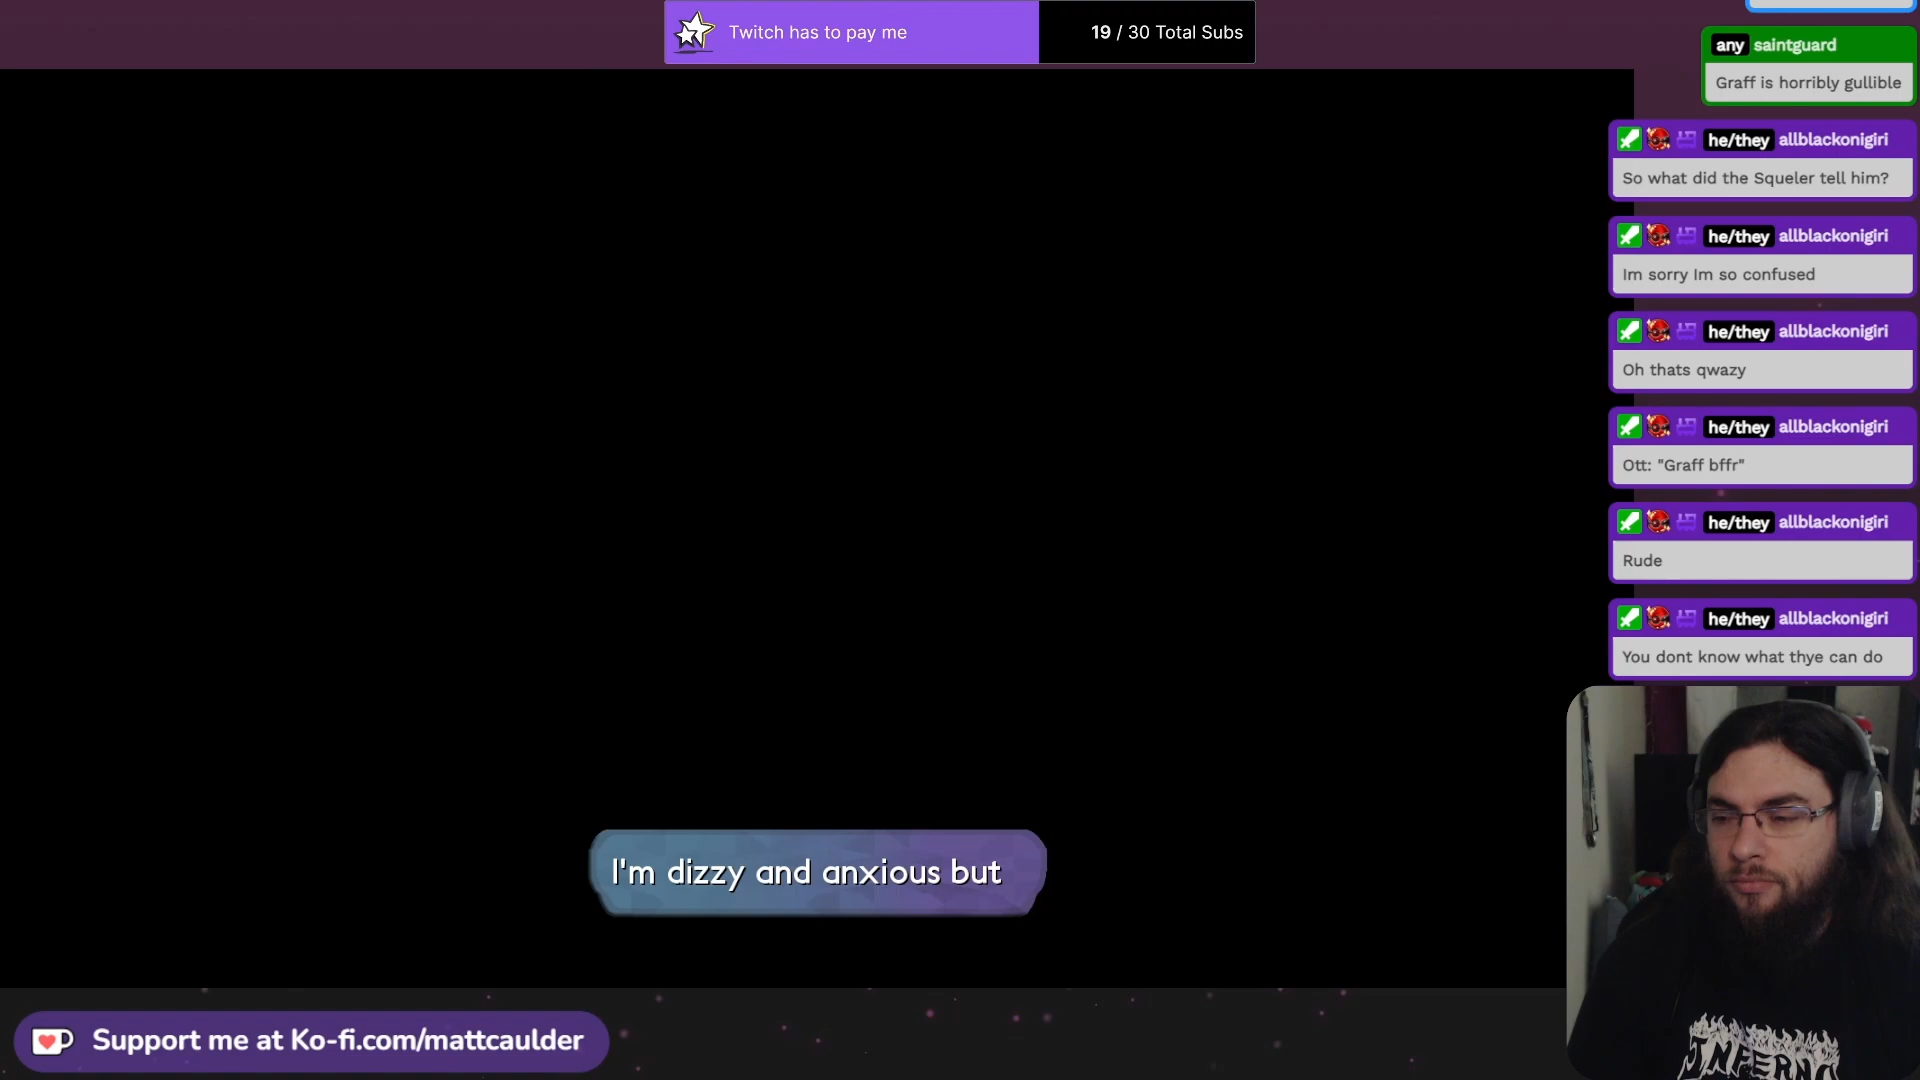 Twitch has to pay me
19 / 30 Total Subs
any saintguard
Graff is horribly gullible
he/they allblackonigiri
So what did the Squeler tell him?
he/they allblackonigiri
Im sorry Im so confused
he/they allblackonigiri
Oh thats qwazy
he/they allblackonigiri
Ott: "Graff bffr"
he/they allblackonigiri
Rude
he/they allblackonigiri
You dont know what thye can do
I'm dizzy and anxious but
Support me at Ko-fi.com/mattcaulder
INFERNO